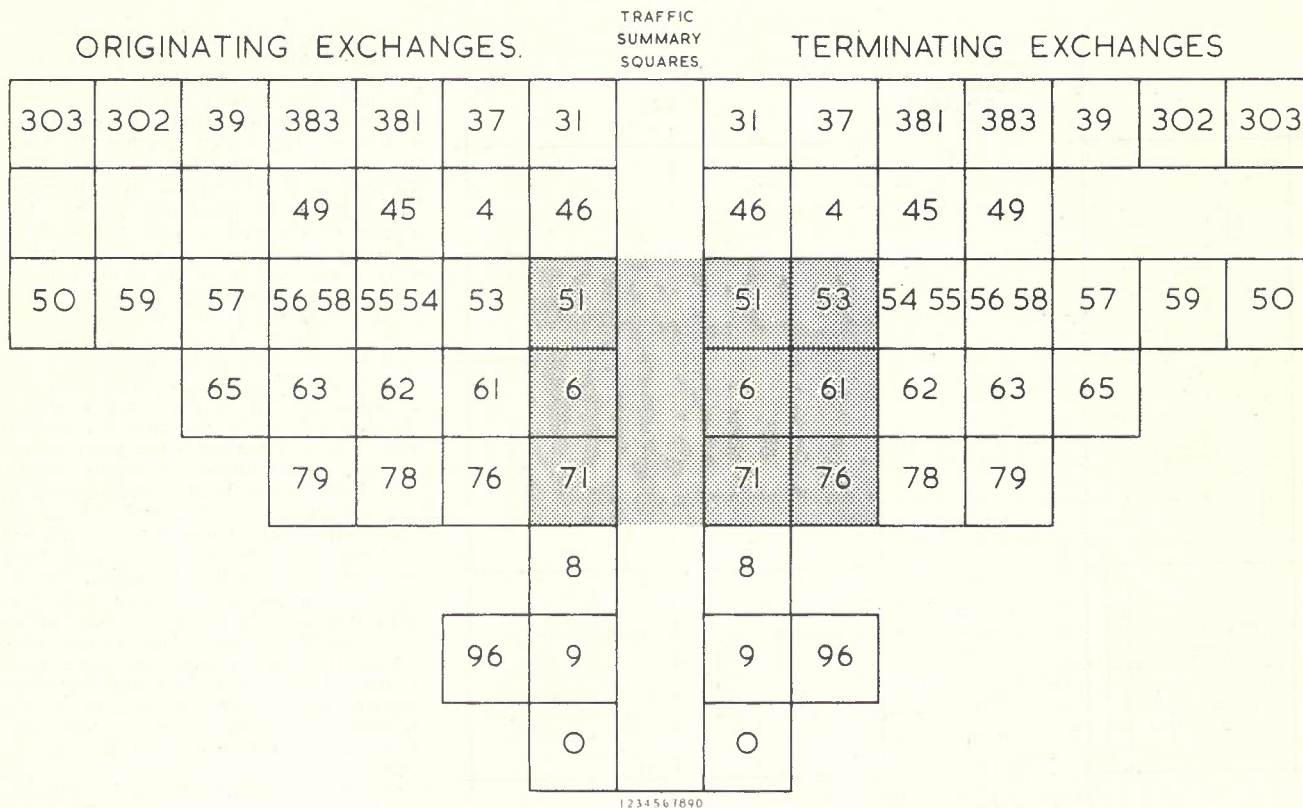 ORIGINATING EXCHANGES.
TRAFFIC
SUMMARY
SQUARES.
TERMINATING EXCHANGES
303 302 39 383 381 37 31 31 37 381 383 39 302 303
49 45 4 46 46 4 45 49
50 59 57 56 58 55 54 53 51 51 53 54 55 56 58 57 59 50
65 63 62 61 6 6 61 62 63 65
79 78 76 71 71 76 78 79
8 8
96 9 9 96
0 0
1234567890